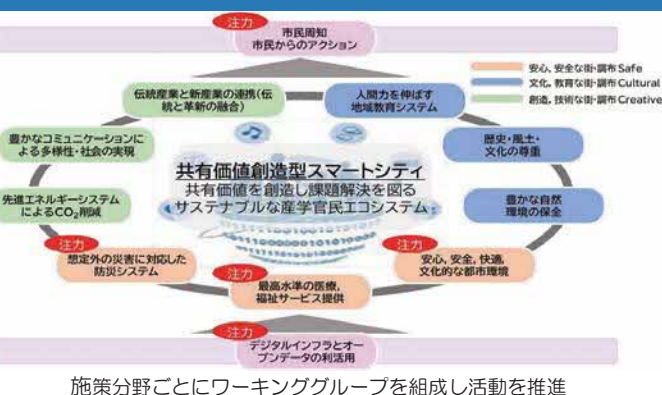 注力
市民周知
市民からのアクション
安心，安全な街・調布 Safe
文化，教育な街・調布 Cultural
創造，技術な街・調布 Creative
伝統産業と新産業の連携(伝
統と革新の融合)
人間力を伸ばす
地域教育システム
豊かなコミュニケーションに
よる多様性・社会の実現
歴史・風土・
文化の尊重
共有価値創造型スマートシティ
共有価値を創造し課題解決を図る
サステナブルな産学官民エコシステム
先進エネルギーシステム
によるCO₂削減
豊かな自然
環境の保全
注力
想定外の災害に対応した
防災システム
注力
最高水準の医療，
福祉サービス提供
注力
安心，安全，快適，
文化的な都市環境
注力
デジタルインフラとオー
プンデータの利活用
施策分野ごとにワーキンググループを組成し活動を推進